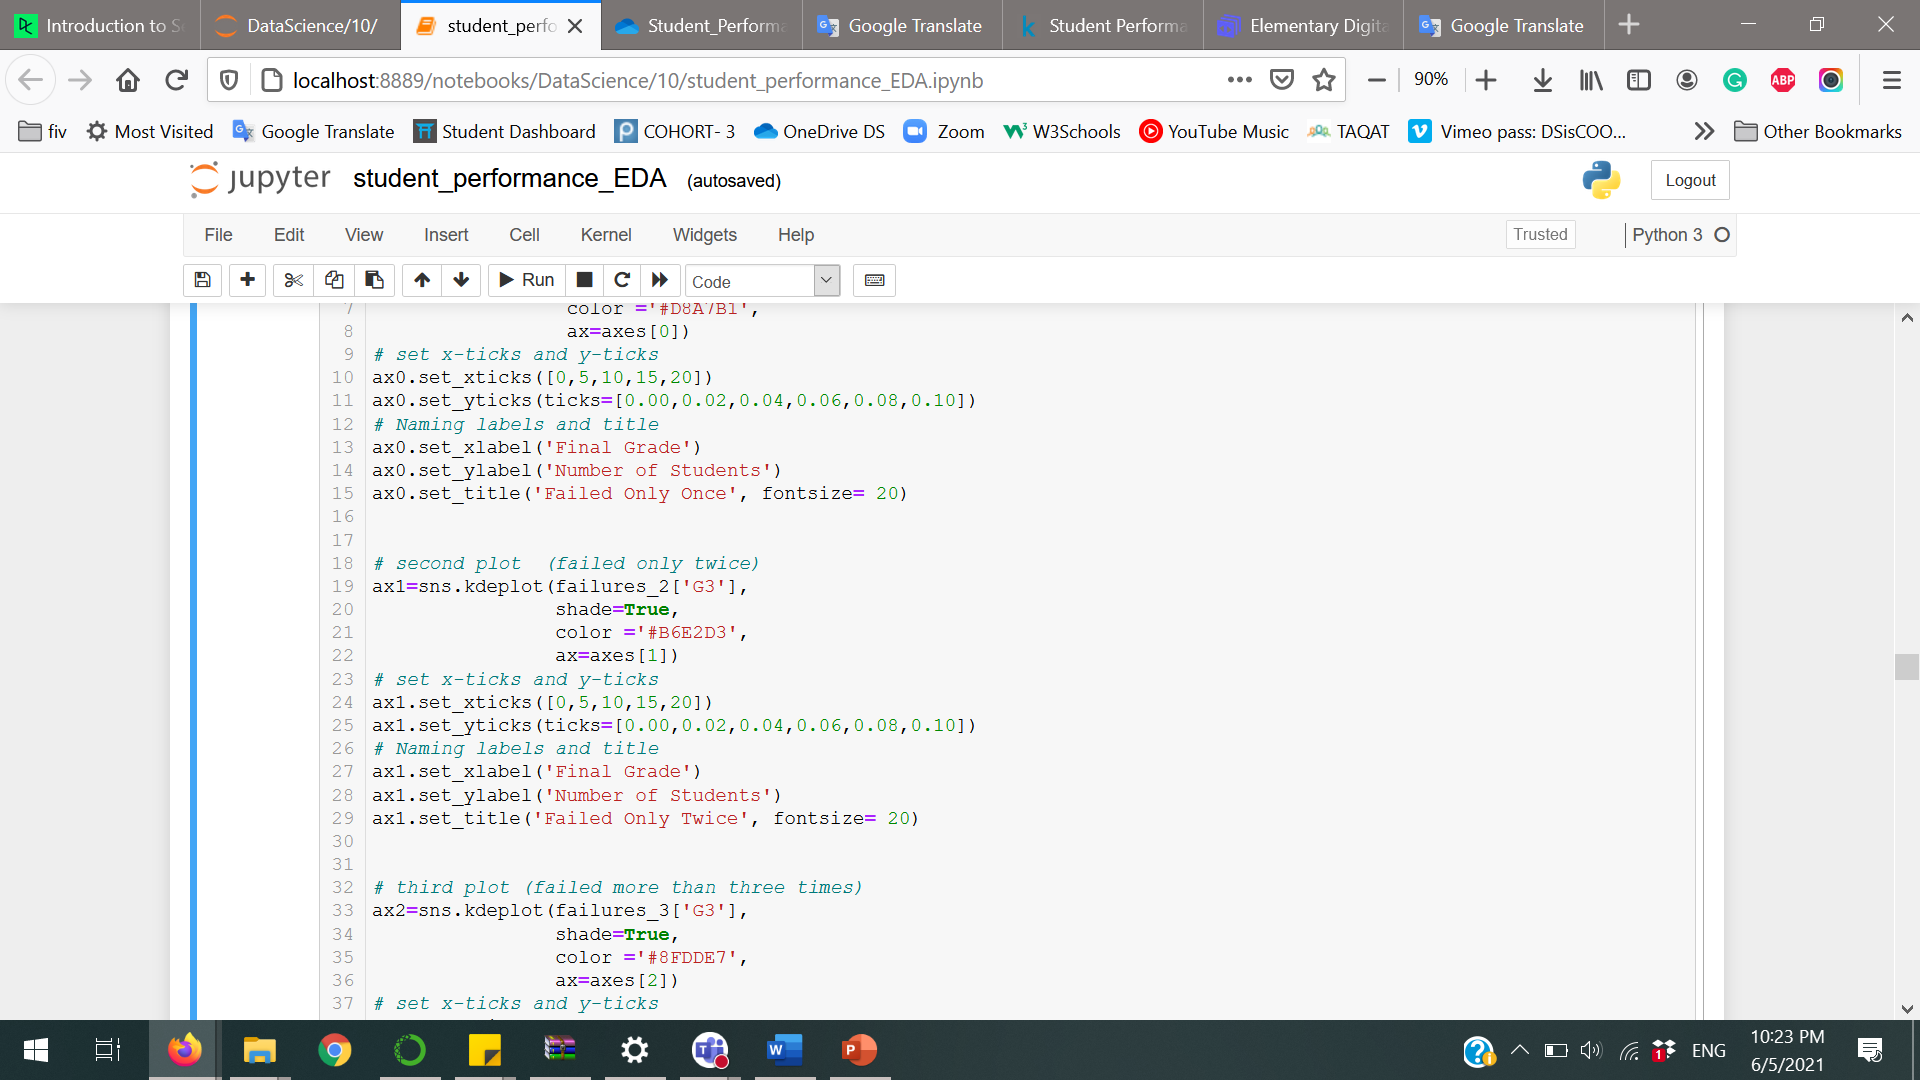 Introduction to S
DataScience/10/
student_perfo
Student_Performa
Google Translate
Student Performa
Elementary Digita
Google Translate
localhost:8889/notebooks/DataScience/10/student_performance_EDA.ipynb
90%
ABP
fiv
Most Visited
Google Translate
Student Dashboard
COHORT- 3
OneDrive DS
Zoom
W3Schools
YouTube Music
TAQAT
Vimeo pass: DSisCOO...
Other Bookmarks
jupyter
student_performance_EDA
(autosaved)
Logout
File
Edit
View
Insert
Cell
Kernel
Widgets
Help
Trusted
Python 3
Run
Code
7 color ='#D8A7B1',
8 ax=axes[0])
9 # set x-ticks and y-ticks
10 ax0.set_xticks([0,5,10,15,20])
11 ax0.set_yticks(ticks=[0.00,0.02,0.04,0.06,0.08,0.10])
12 # Naming labels and title
13 ax0.set_xlabel('Final Grade')
14 ax0.set_ylabel('Number of Students')
15 ax0.set_title('Failed Only Once', fontsize= 20)
16
17
18 # second plot  (failed only twice)
19 ax1=sns.kdeplot(failures_2['G3'],
20 shade=True,
21 color ='#B6E2D3',
22 ax=axes[1])
23 # set x-ticks and y-ticks
24 ax1.set_xticks([0,5,10,15,20])
25 ax1.set_yticks(ticks=[0.00,0.02,0.04,0.06,0.08,0.10])
26 # Naming labels and title
27 ax1.set_xlabel('Final Grade')
28 ax1.set_ylabel('Number of Students')
29 ax1.set_title('Failed Only Twice', fontsize= 20)
30
31
32 # third plot (failed more than three times)
33 ax2=sns.kdeplot(failures_3['G3'],
34 shade=True,
35 color ='#8FDDE7',
36 ax=axes[2])
37 # set x-ticks and y-ticks
ENG
10:23 PM
6/5/2021